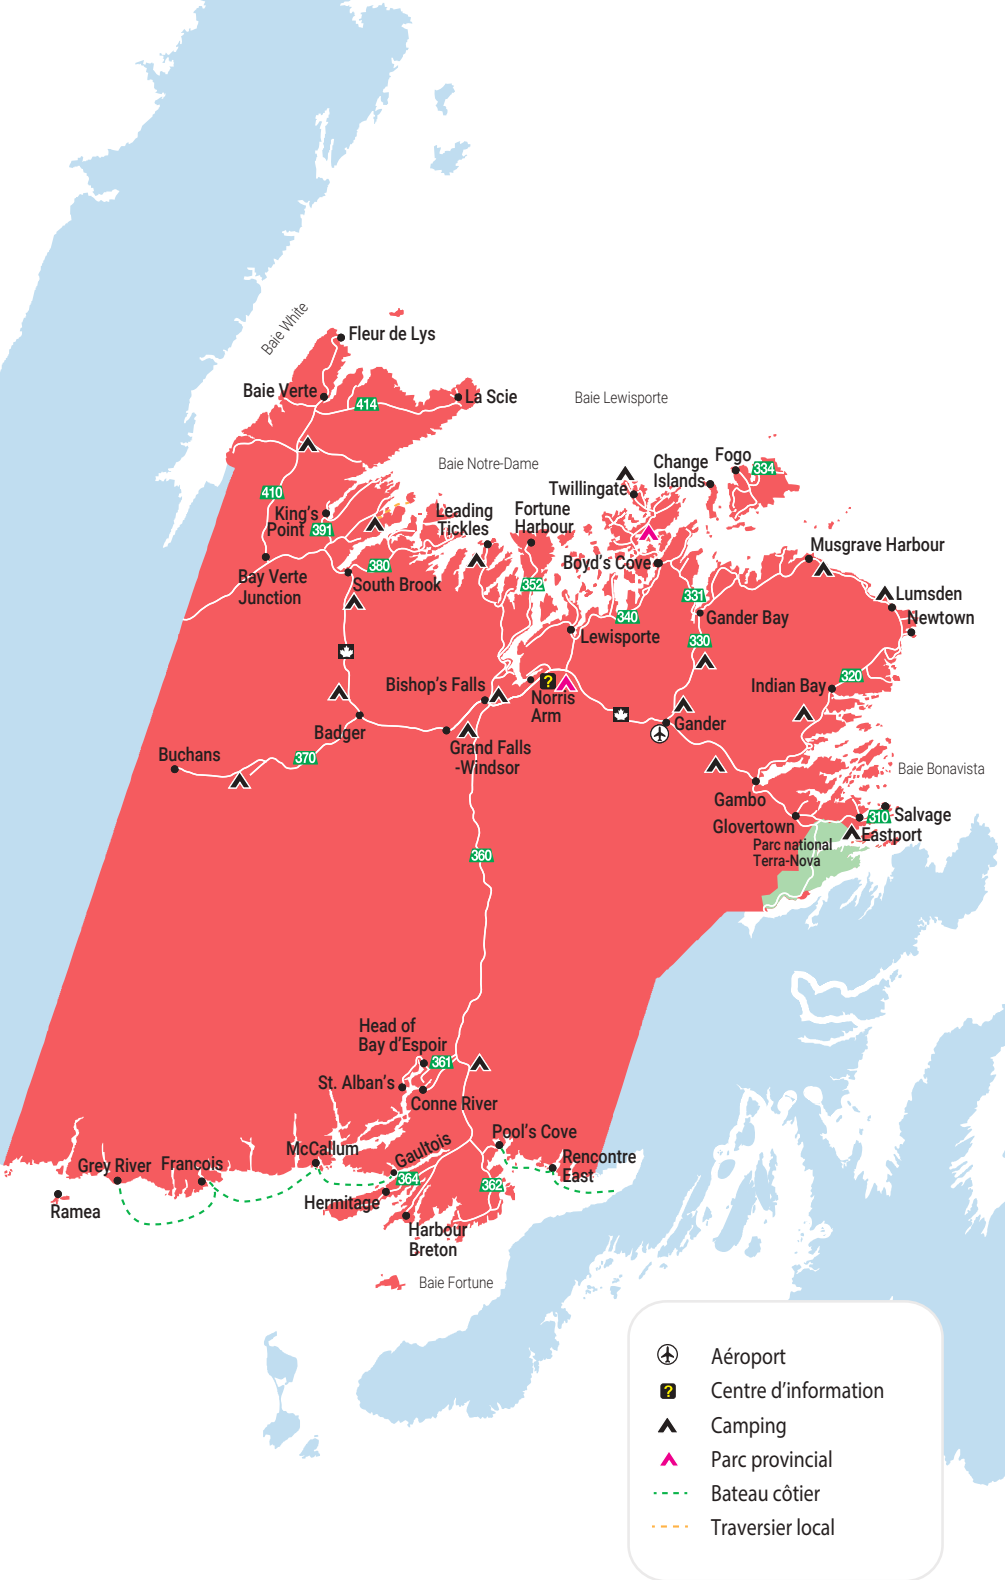 Fleur de Lys
Baie White
Baie Verte
414
La Scie
Baie Lewisporte
Baie Notre-Dame
410
King's
Point
391
Leading
Tickles
Fortune
Harbour
Twillingate
Change
Islands
Fogo
334
Bay Verte
Junction
380
South Brook
352
Boyd's Cove
Musgrave Harbour
331
340
Lumsden
Newtown
Gander Bay
Lewisporte
330
320
Indian Bay
Bishop's Falls
?
Norris
Arm
Badger
Gander
Buchans
370
Grand Falls
-Windsor
Baie Bonavista
Gambo
Glovertown
310
Salvage
Eastport
Parc national
Terra-Nova
360
Head of
Bay d'Espoir
361
St. Alban's
Conne River
Pool's Cove
McCallum
Gaultois
Grey River
Francois
364
362
Rencontre
East
Hermitage
Ramea
Harbour
Breton
Baie Fortune
Aéroport
?
Centre d'information
Camping
Parc provincial
Bateau côtier
Traversier local